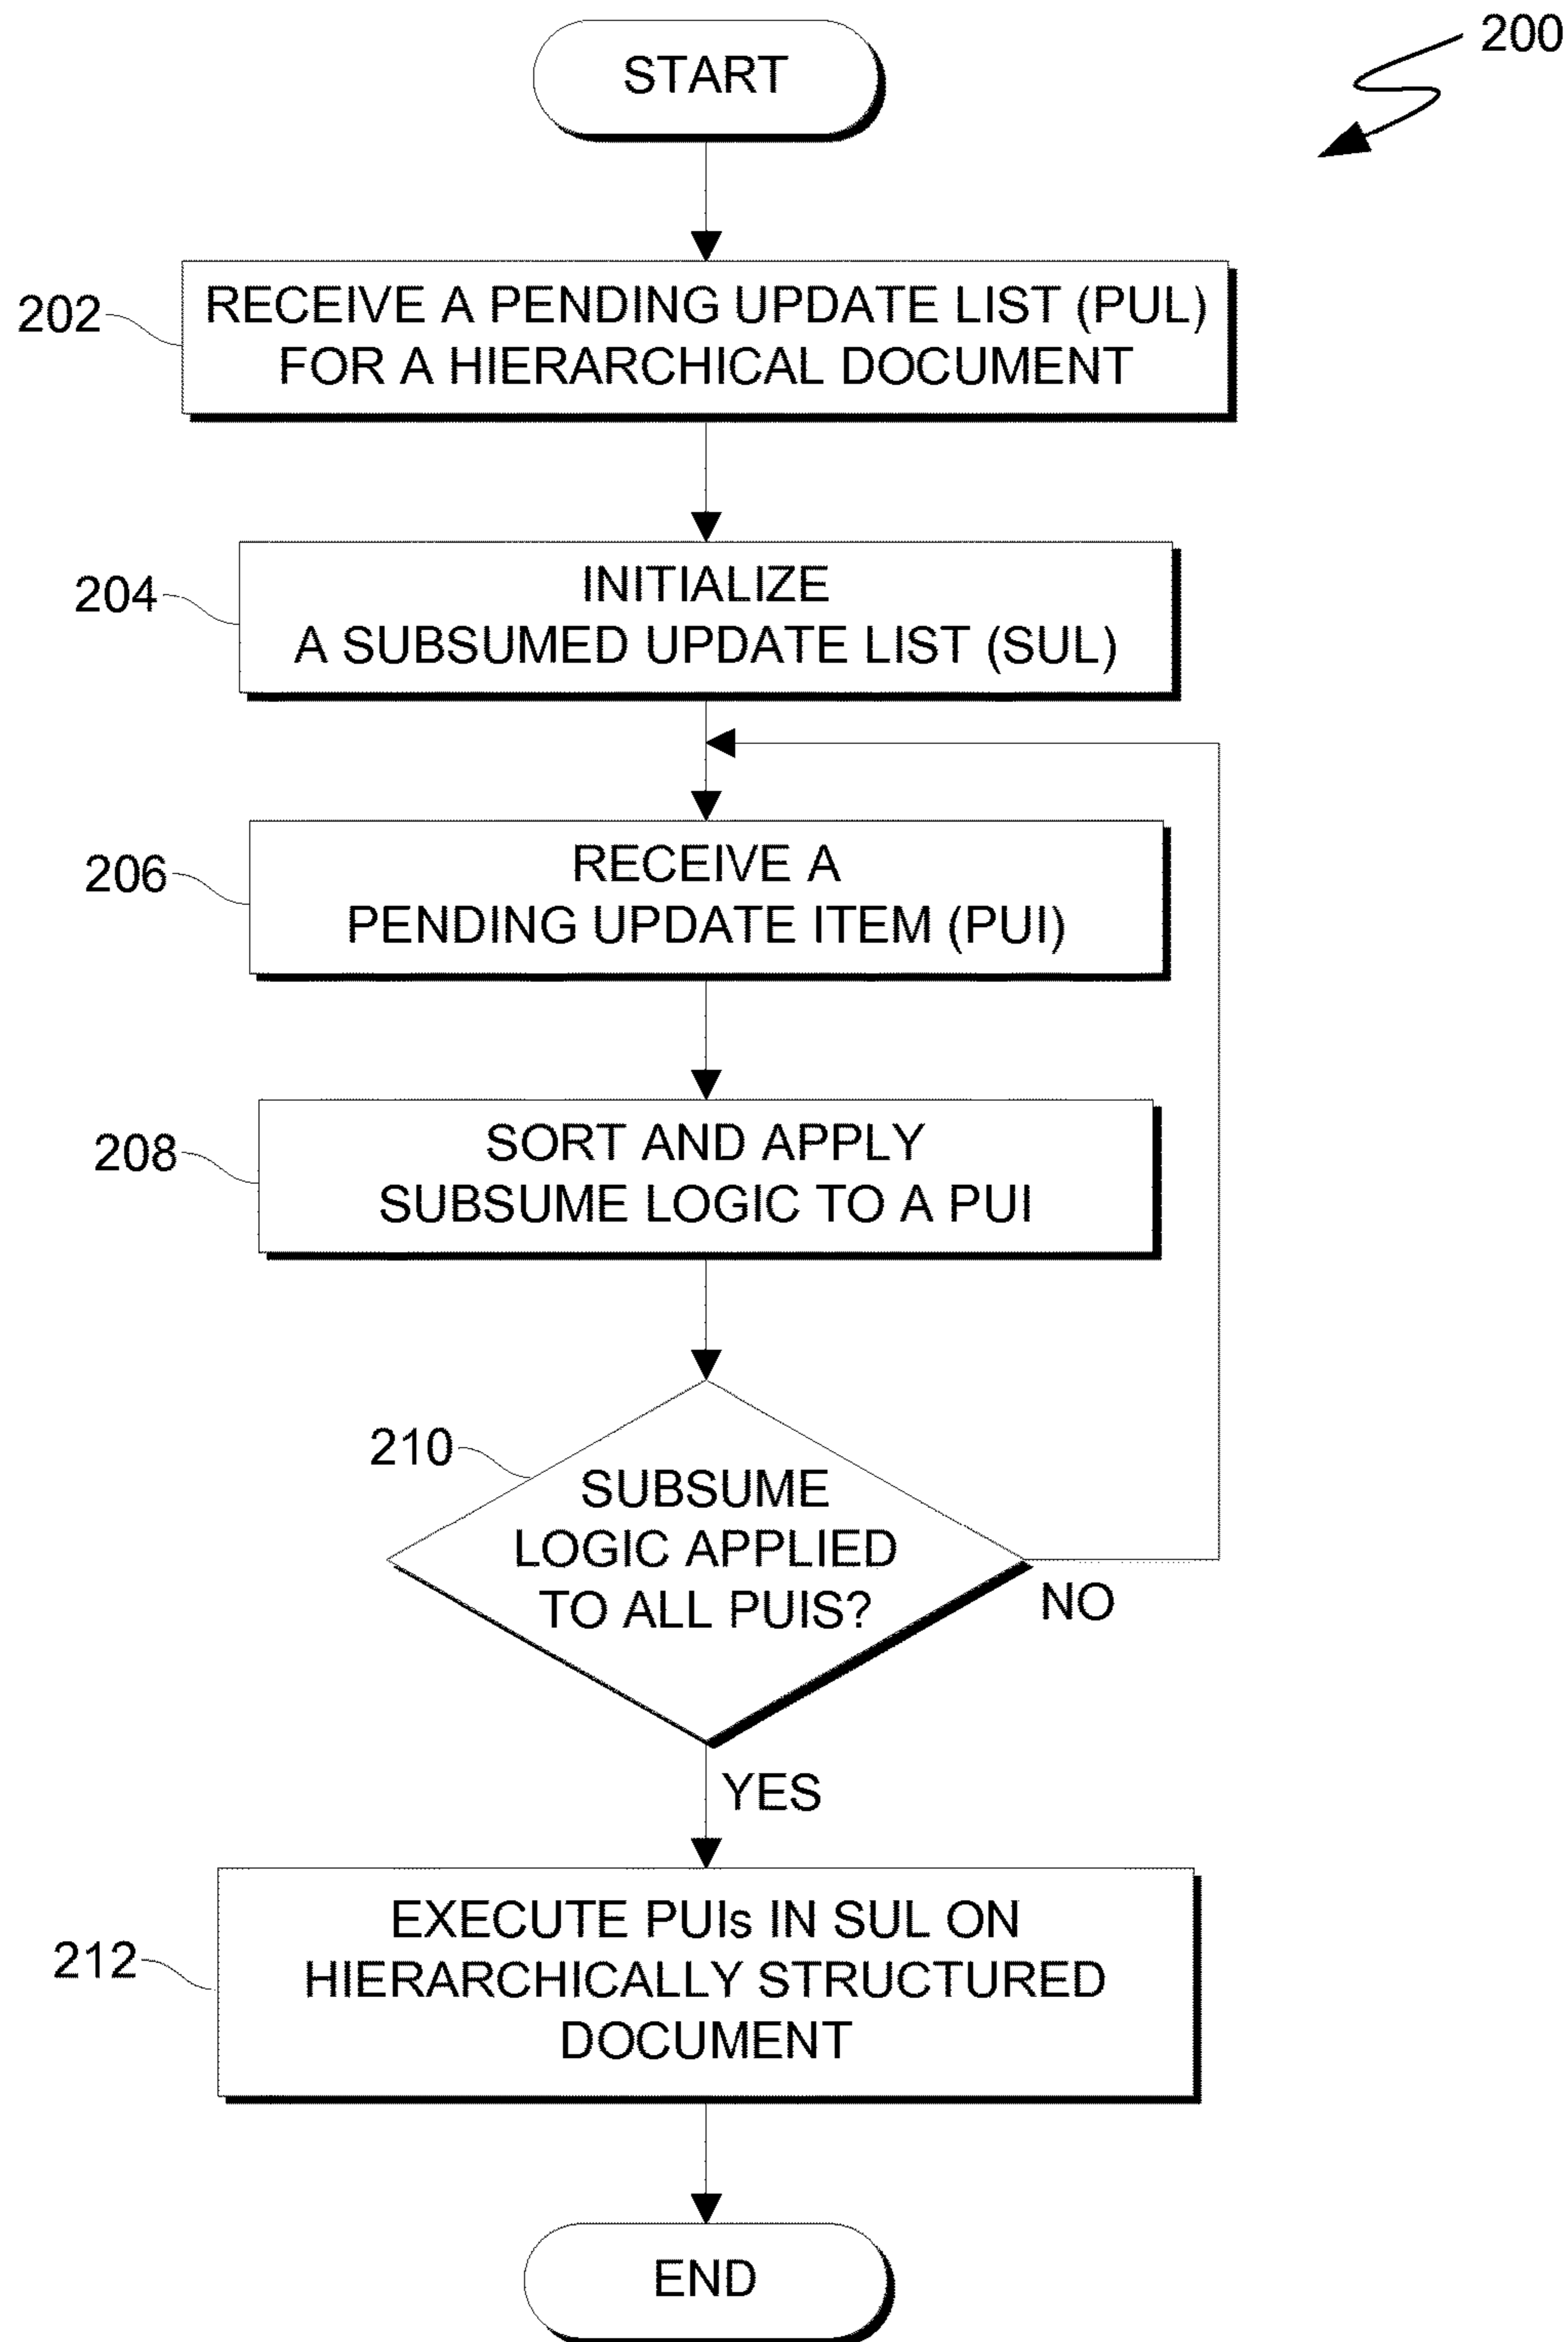 200
START
202
RECEIVE A PENDING UPDATE LIST (PUL)
FOR A HIERARCHICAL DOCUMENT
204
INITIALIZE
A SUBSUMED UPDATE LIST (SUL)
206
RECEIVE A
PENDING UPDATE ITEM (PUI)
208
SORT AND APPLY
SUBSUME LOGIC TO A PUI
210
SUBSUME
LOGIC APPLIED
TO ALL PUIS?
NO
YES
212
EXECUTE PUIs IN SUL ON
HIERARCHICALLY STRUCTURED
DOCUMENT
END